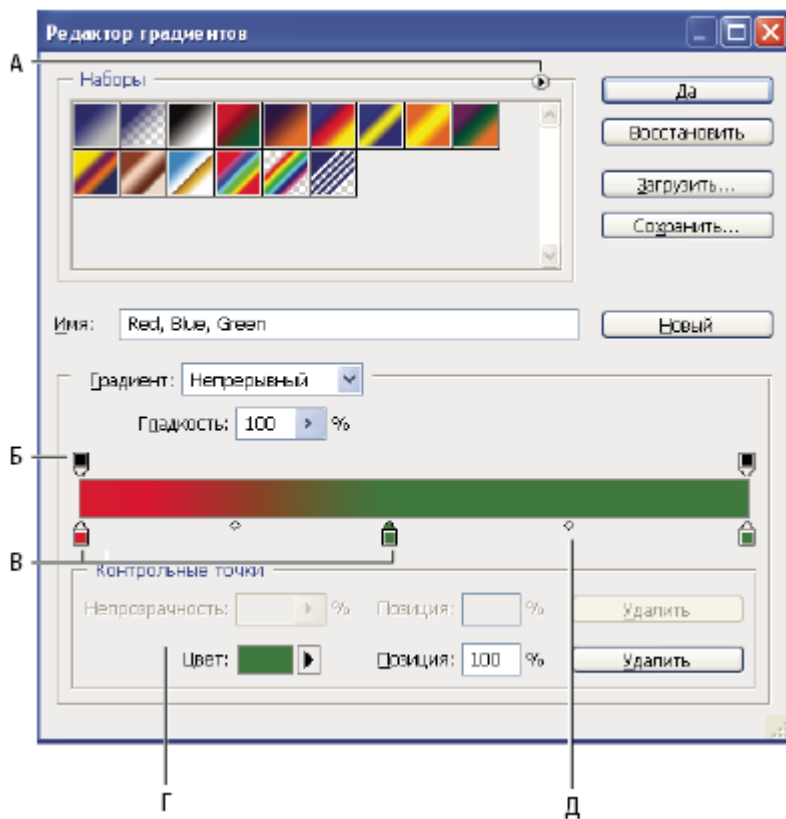 Редактор градиентов
А
Наборы
Да
Восстановить
Загрузить...
Сохранить...
Имя: Red, Blue, Green
Новый
Градиент: Непрерывный
Гладкость: 100 %
Б
В
Контрольные точки
Непрозрачность: % Позиция: % Удалить
Цвет: Позиция: 100 % Удалить
Г
Д